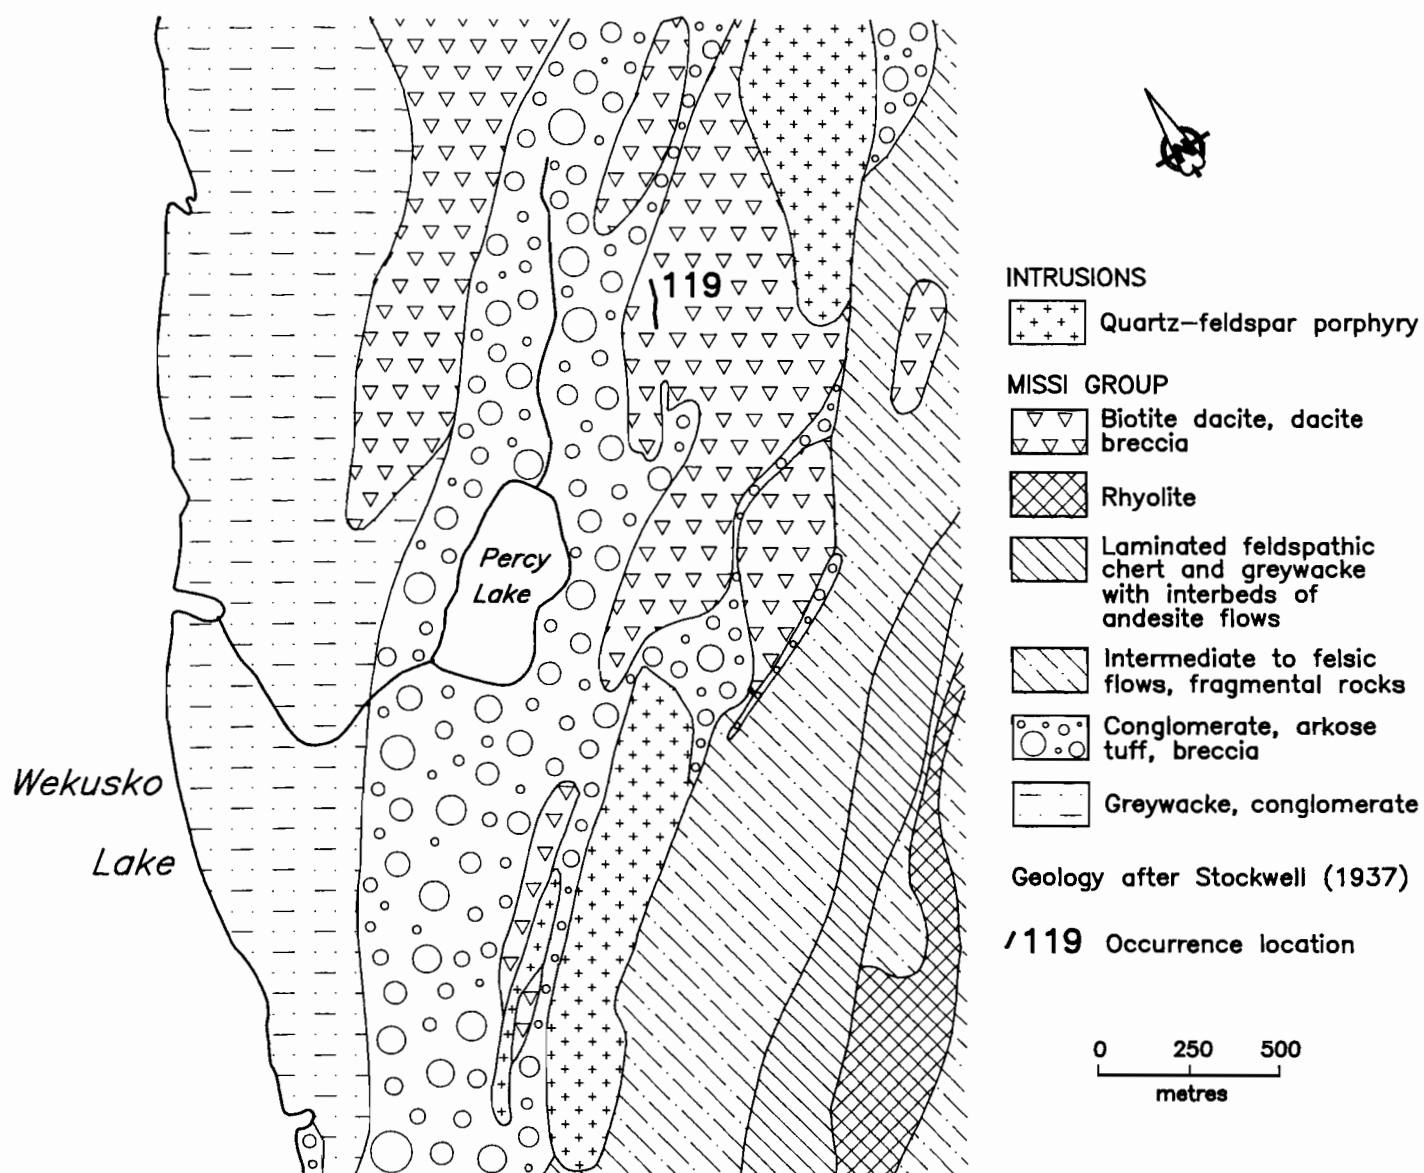 119
Percy
Lake
Wekusko
Lake
INTRUSIONS
Quartz-feldspar porphyry
MISSI GROUP
Biotite dacite, dacite
breccia
Rhyolite
Laminated feldspathic
chert and greywacke
with interbeds of
andesite flows
Intermediate to felsic
flows, fragmental rocks
Conglomerate, arkose
tuff, breccia
Greywacke, conglomerate
Geology after Stockwell (1937)
119 Occurrence location
0 250 500
metres